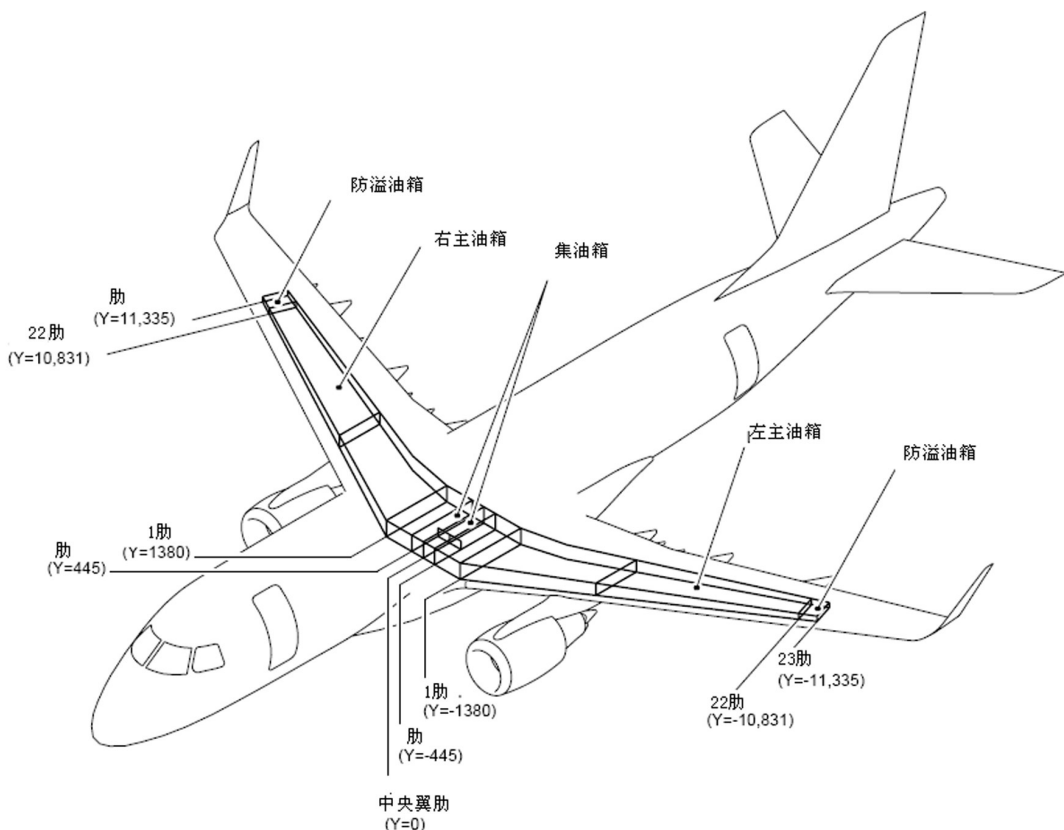 防溢油箱
右主油箱
集油箱
肋
(Y=11,335)
22肋
(Y=10,831)
左主油箱
防溢油箱
1肋
(Y=1380)
肋
(Y=445)
23肋
(Y=-11,335)
1肋
(Y=-1380)
22肋
(Y=-10,831)
肋
(Y=-445)
中央翼肋
(Y=0)